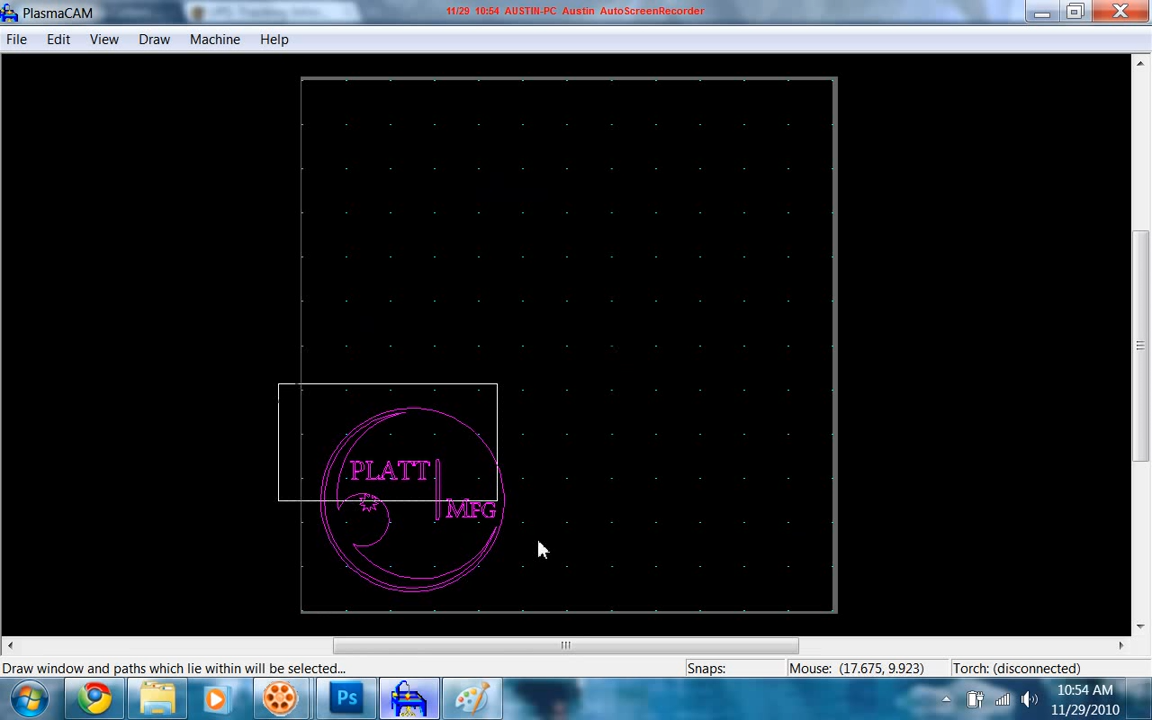 PlasmaCAM
11/29 10:54 AUSTIN-PC Austin AutoScreenRecorder
File Edit View Draw Machine Help
PLATT
MFG
Draw window and paths which lie within will be selected...
Snaps:
Mouse: (17.675, 9.923)
Torch: (disconnected)
Ps
10:54 AM
11/29/2010